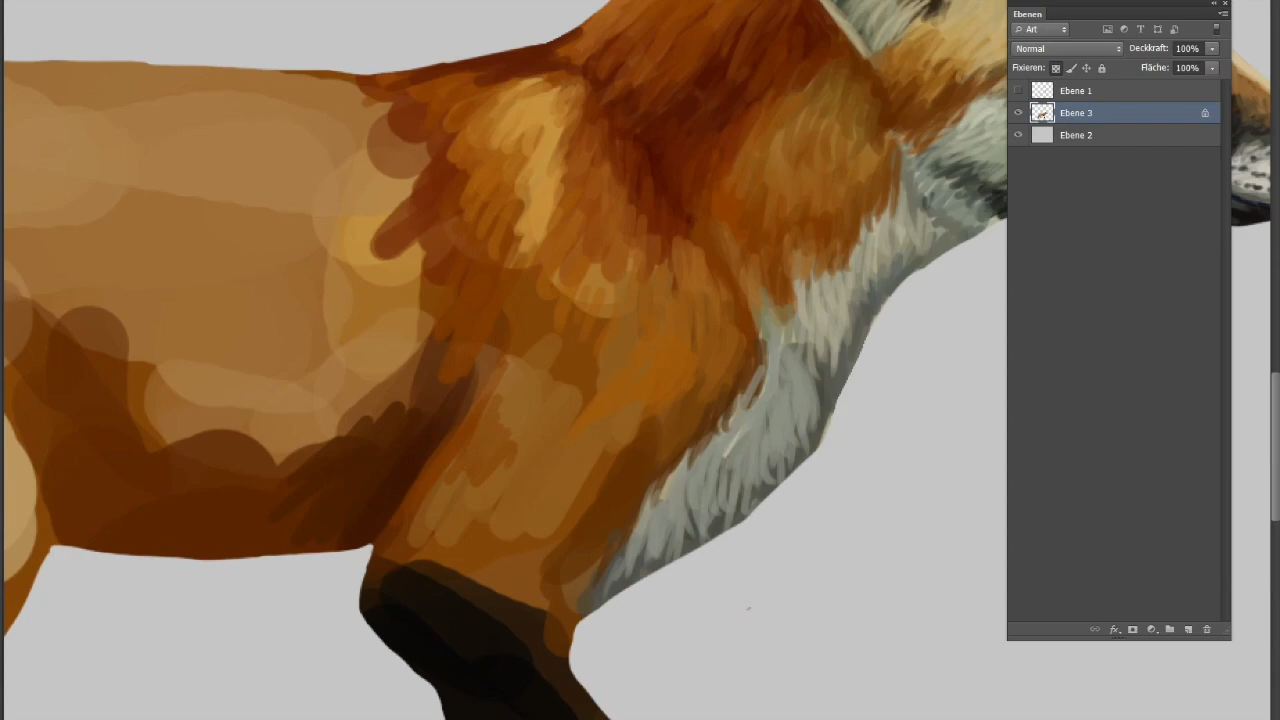 Ebenen
Art
Normal Deckkraft: 100%
Fixieren: Fläche: 100%
Ebene 1
Ebene 3
Ebene 2